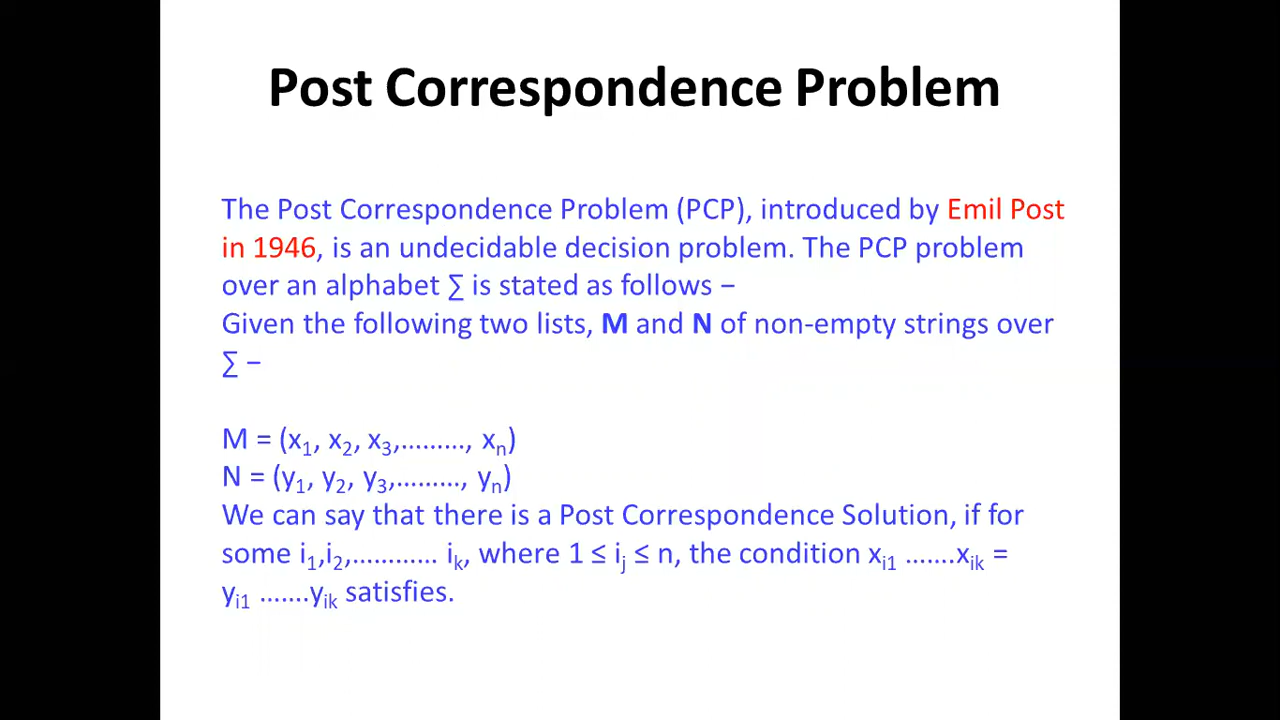 Post Correspondence Problem
The Post Correspondence Problem (PCP), introduced by Emil Post
in 1946, is an undecidable decision problem. The PCP problem
over an alphabet ∑ is stated as follows −
Given the following two lists, M and N of non-empty strings over
∑ −
M = (x₁, x₂, x₃,………, xₙ)
N = (y₁, y₂, y₃,………, yₙ)
We can say that there is a Post Correspondence Solution, if for
some i₁,i₂,………… iₖ, where 1 ≤ iⱼ ≤ n, the condition xᵢ₁ …….xᵢₖ =
yᵢ₁ …….yᵢₖ satisfies.